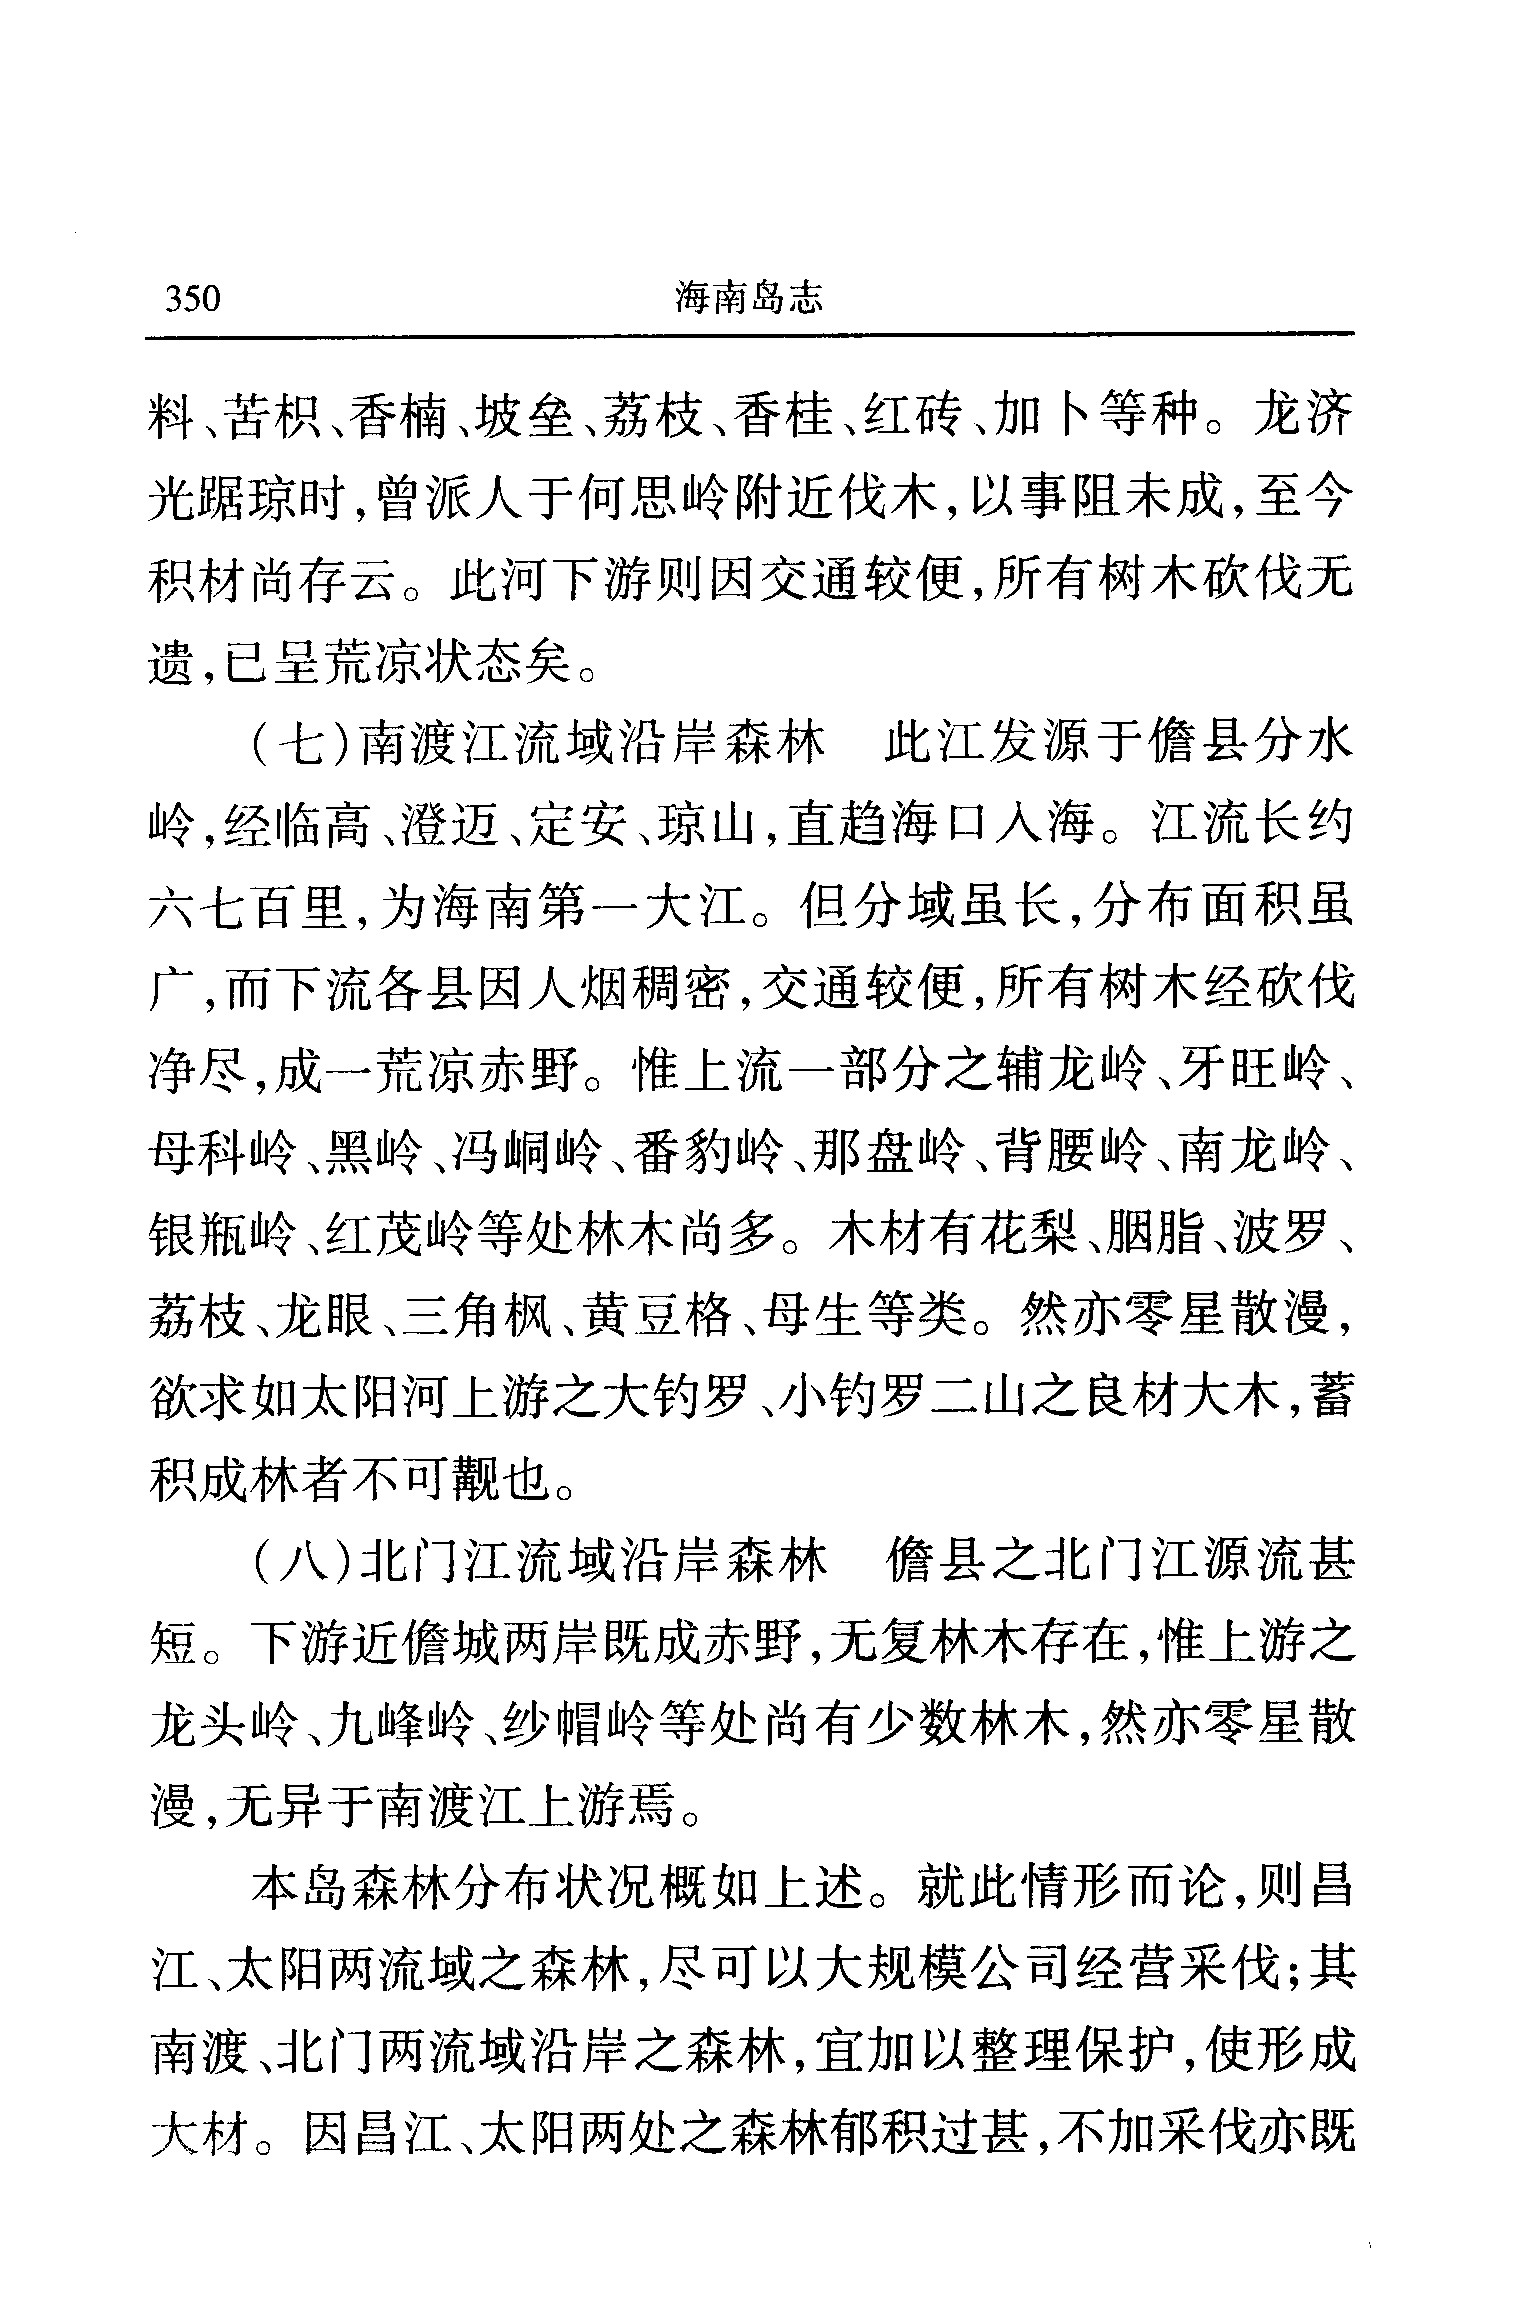 350 海南岛志
料、苦枳、香楠、坡垒、荔枝、香桂、红砖、加卜等种。龙济
光踞琼时,曾派人于何思岭附近伐木,以事阻未成,至今
积材尚存云。此河下游则因交通较便,所有树木砍伐无
遗,已呈荒凉状态矣。
(七)南渡江流域沿岸森林　此江发源于儋县分水
岭,经临高、澄迈、定安、琼山,直趋海口入海。江流长约
六七百里,为海南第一大江。但分域虽长,分布面积虽
广,而下流各县因人烟稠密,交通较便,所有树木经砍伐
净尽,成一荒凉赤野。惟上流一部分之辅龙岭、牙旺岭、
母科岭、黑岭、冯峒岭、番豹岭、那盘岭、背腰岭、南龙岭、
银瓶岭、红茂岭等处林木尚多。木材有花梨、胭脂、波罗、
荔枝、龙眼、三角枫、黄豆格、母生等类。然亦零星散漫,
欲求如太阳河上游之大钓罗、小钓罗二山之良材大木,蓄
积成林者不可觏也。
(八)北门江流域沿岸森林　儋县之北门江源流甚
短。下游近儋城两岸既成赤野,无复林木存在,惟上游之
龙头岭、九峰岭、纱帽岭等处尚有少数林木,然亦零星散
漫,无异于南渡江上游焉。
本岛森林分布状况概如上述。就此情形而论,则昌
江、太阳两流域之森林,尽可以大规模公司经营采伐;其
南渡、北门两流域沿岸之森林,宜加以整理保护,使形成
大材。因昌江、太阳两处之森林郁积过甚,不加采伐亦既